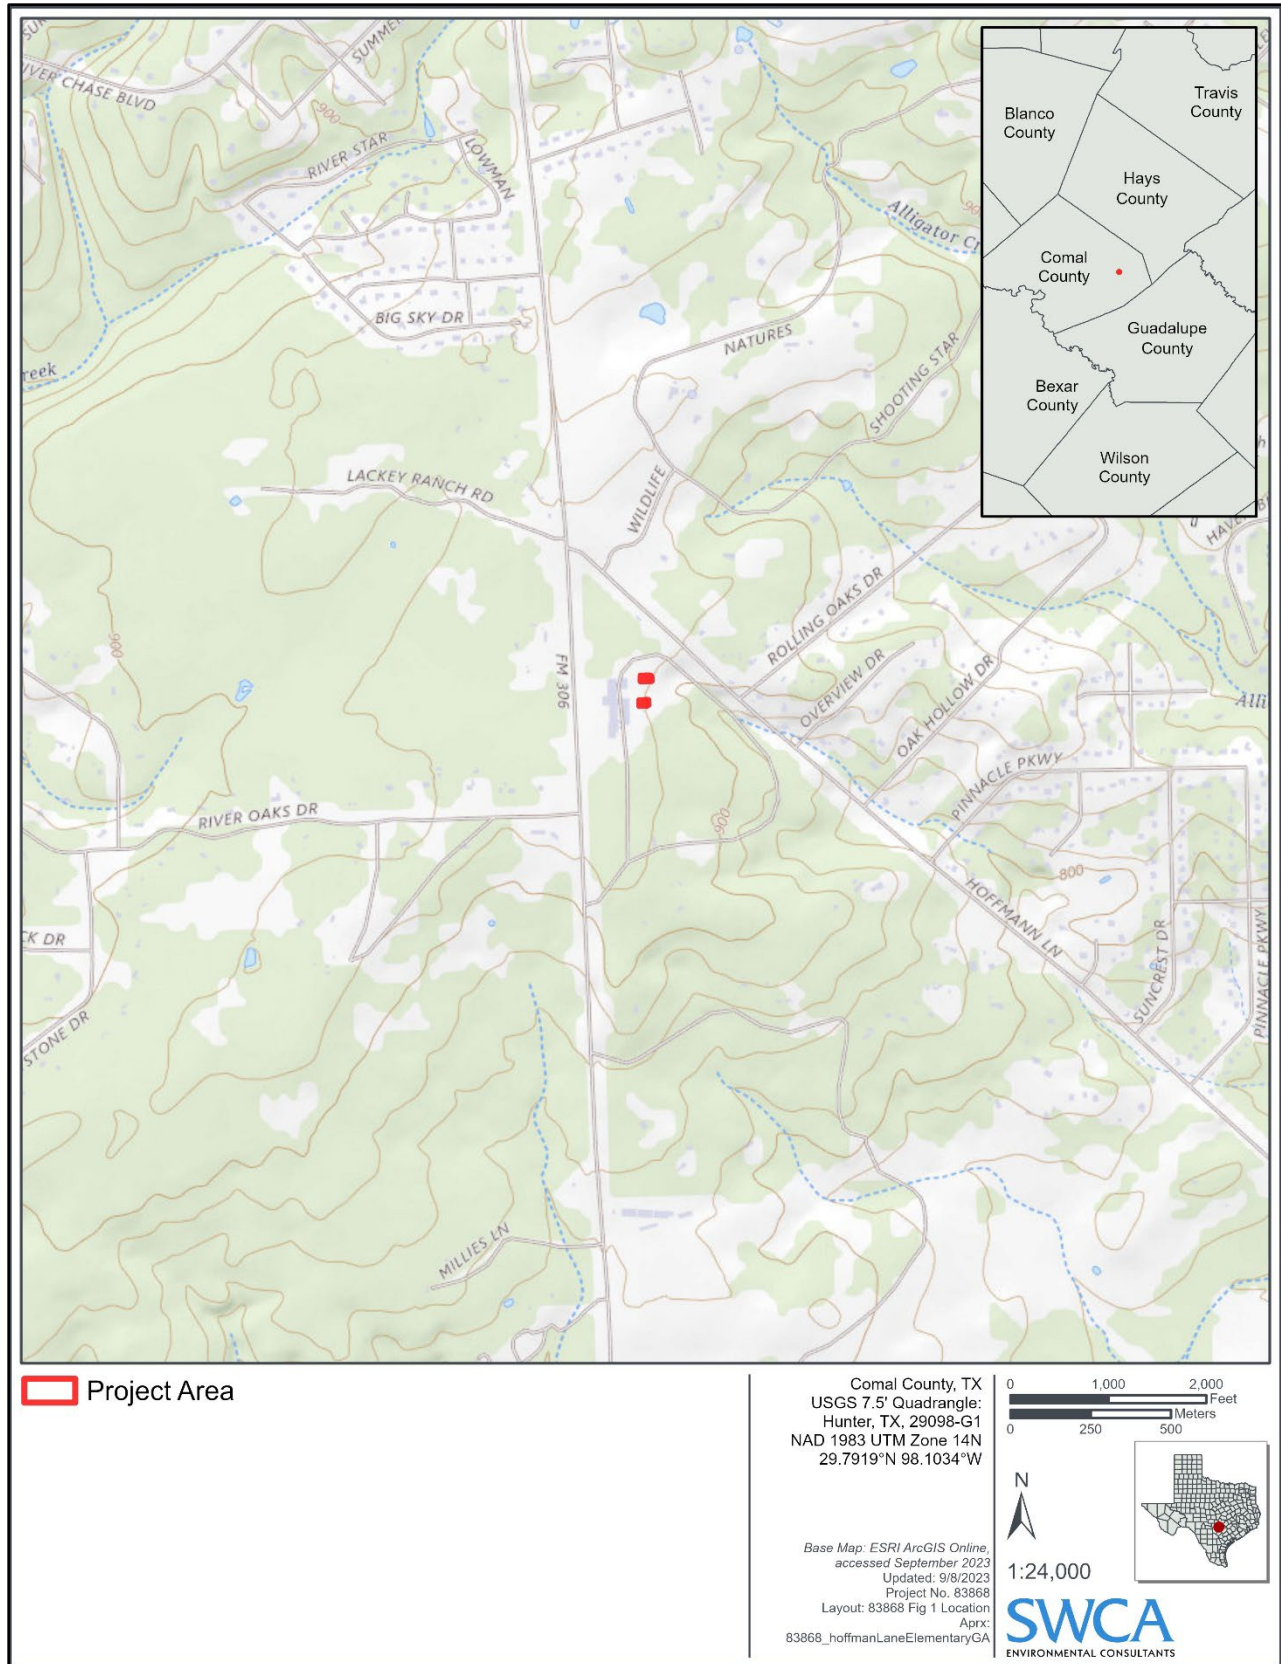 SUMME
RIVER CHASE BLVD
900
RIVER STAR
LOWMAN
Alligator Cr
90
BIG SKY DR
NATURES
SHOOTING STAR
reek
LACKEY RANCH RD
WILDLIFE
HAVE
900
FM 306
ROLLING OAKS DR
OVERVIEW DR
OAK HOLLOW DR
Alli
PINNACLE PKWY
RIVER OAKS DR
900
800
HOFFMANN LN
CK DR
SUNCREST DR
PINNACLE PKWY
STONE DR
MILLIES LN
Blanco
County
Travis
County
Hays
County
Comal
County
Guadalupe
County
Bexar
County
Wilson
County
Project Area
Comal County, TX
USGS 7.5' Quadrangle:
Hunter, TX, 29098-G1
NAD 1983 UTM Zone 14N
29.7919°N 98.1034°W
Base Map: ESRI ArcGIS Online,
accessed September 2023
Updated: 9/8/2023
Project No. 83868
Layout: 83868 Fig 1 Location
Aprx:
83868_hoffmanLaneElementaryGA
0 1,000 2,000
Feet
Meters
0 250 500
N
1:24,000
SWCA
ENVIRONMENTAL CONSULTANTS